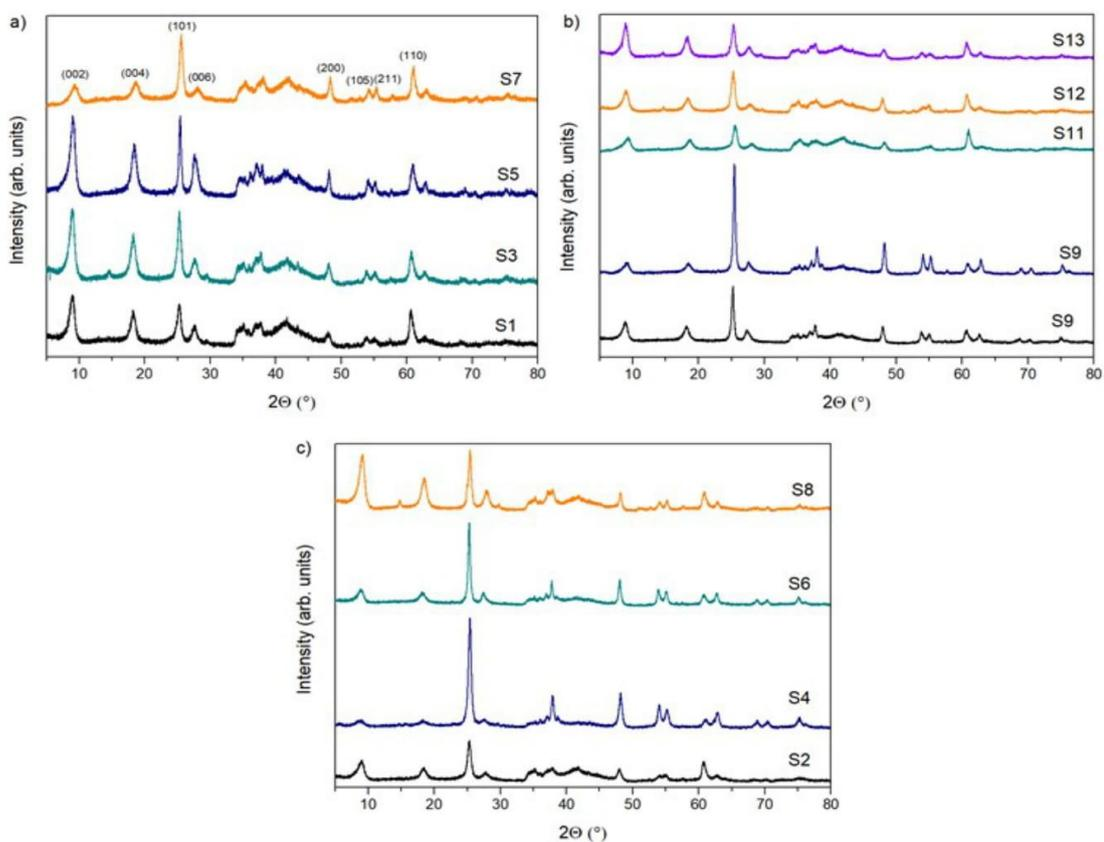 a)
(101)
(002)
(004)
(006)
(200)
(105)
(211)
(110)
S7
S5
S3
S1
Intensity (arb. units)
10 20 30 40 50 60 70 80
2Θ (°)
b)
S13
S12
S11
S9
S9
Intensity (arb. units)
10 20 30 40 50 60 70 80
2Θ (°)
c)
S8
S6
S4
S2
Intensity (arb. units)
10 20 30 40 50 60 70 80
2Θ (°)